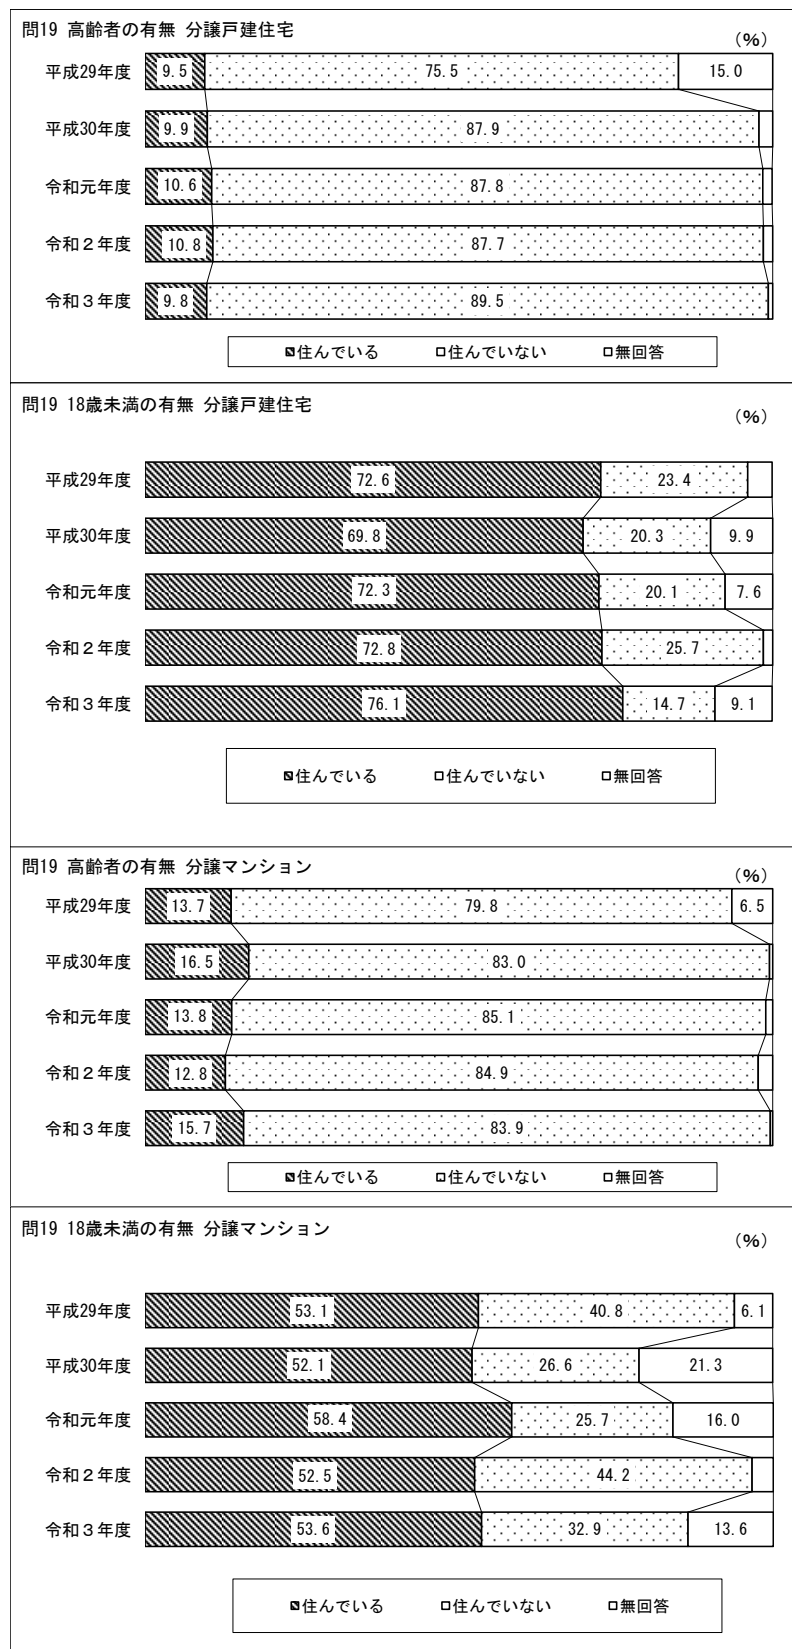 問19 高齢者の有無 分譲戸建住宅
(%)
平成29年度 9.5 75.5 15.0
平成30年度 9.9 87.9
令和元年度 10.6 87.8
令和２年度 10.8 87.7
令和３年度 9.8 89.5
住んでいる 住んでいない 無回答
問19 18歳未満の有無 分譲戸建住宅
(%)
平成29年度 72.6 23.4
平成30年度 69.8 20.3 9.9
令和元年度 72.3 20.1 7.6
令和２年度 72.8 25.7
令和３年度 76.1 14.7 9.1
住んでいる 住んでいない 無回答
問19 高齢者の有無 分譲マンション
(%)
平成29年度 13.7 79.8 6.5
平成30年度 16.5 83.0
令和元年度 13.8 85.1
令和２年度 12.8 84.9
令和３年度 15.7 83.9
住んでいる 住んでいない 無回答
問19 18歳未満の有無 分譲マンション
(%)
平成29年度 53.1 40.8 6.1
平成30年度 52.1 26.6 21.3
令和元年度 58.4 25.7 16.0
令和２年度 52.5 44.2
令和３年度 53.6 32.9 13.6
住んでいる 住んでいない 無回答